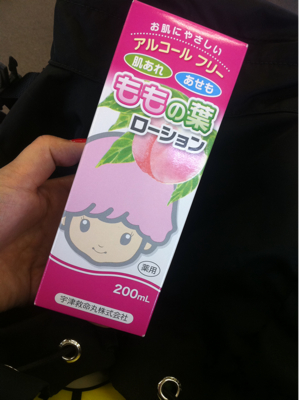 お肌にやさしい
アルコール フリー
肌あれ
あせも
ももの葉
ローション
薬用
200mL
宇津救命丸株式会社